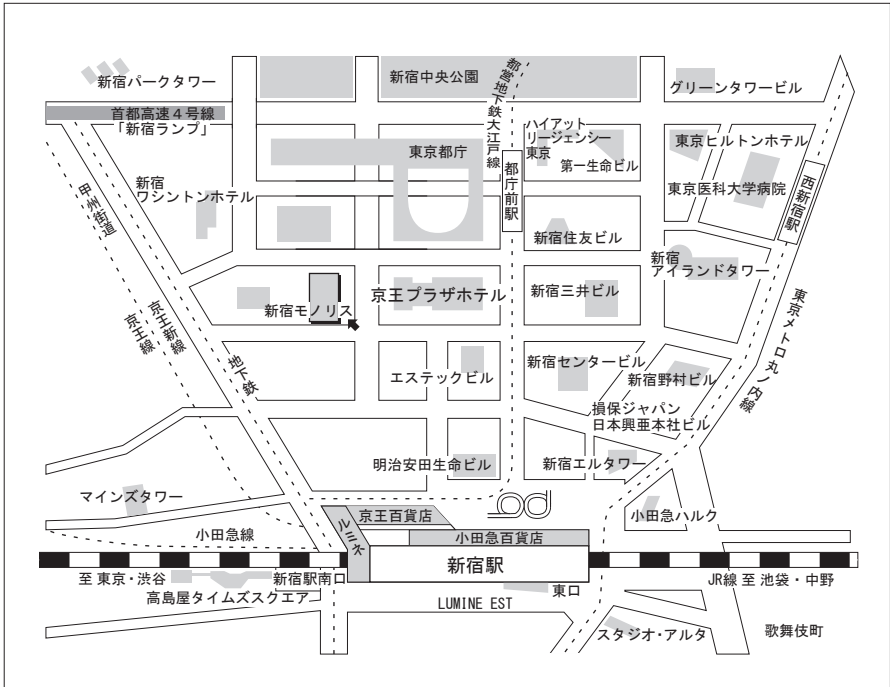 新宿パークタワー
新宿中央公園
都営地下鉄大江戸線
グリーンタワービル
首都高速4号線
「新宿ランプ」
東京都庁
ハイアット
リージェンシー
東京
第一生命ビル
東京ヒルトンホテル
都庁前駅
東京医科大学病院
西新宿駅
甲州街道
新宿
ワシントンホテル
新宿住友ビル
新宿
アイランドタワー
新宿モノリス
京王プラザホテル
新宿三井ビル
京王新線
京王線
東京メトロ丸ノ内線
地下鉄
エステックビル
新宿センタービル
新宿野村ビル
損保ジャパン
日本興亜本社ビル
明治安田生命ビル
新宿エルタワー
マインズタワー
京王百貨店
ルミネ
小田急ハルク
小田急線
小田急百貨店
新宿駅
至 東京・渋谷
新宿駅南口
JR線 至 池袋・中野
高島屋タイムズスクエア
東口
LUMINE EST
スタジオ・アルタ
歌舞伎町